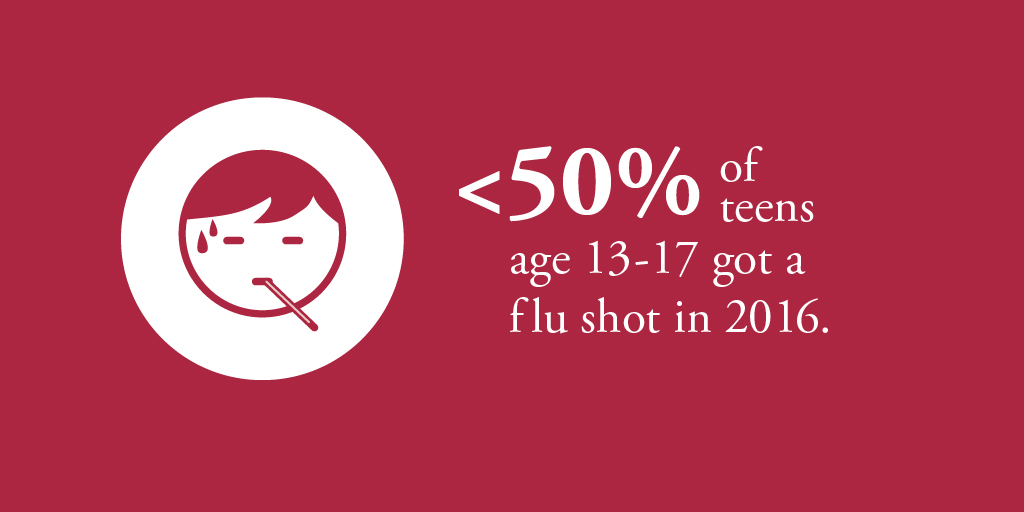 <50% of
teens
age 13-17 got a
flu shot in 2016.